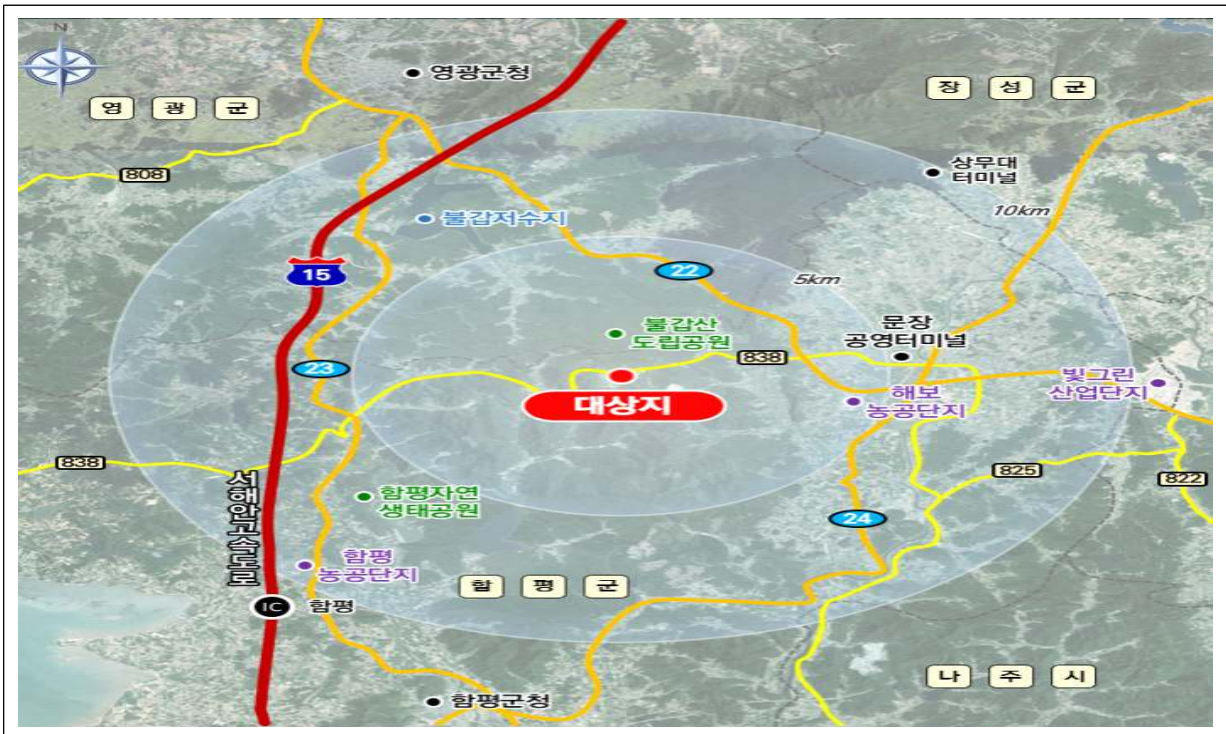 N
영광군청
영 광 군
장 성 군
808
상무대
터미널
10km
불갑저수지
15
22
5km
불갑산
도립공원
문장
공영터미널
838
23
대상지
해보
농공단지
빛그린
산업단지
838
825
822
서해안고속도로
함평자연
생태공원
24
함평
농공단지
함 평 군
IC
함평
나 주 시
함평군청